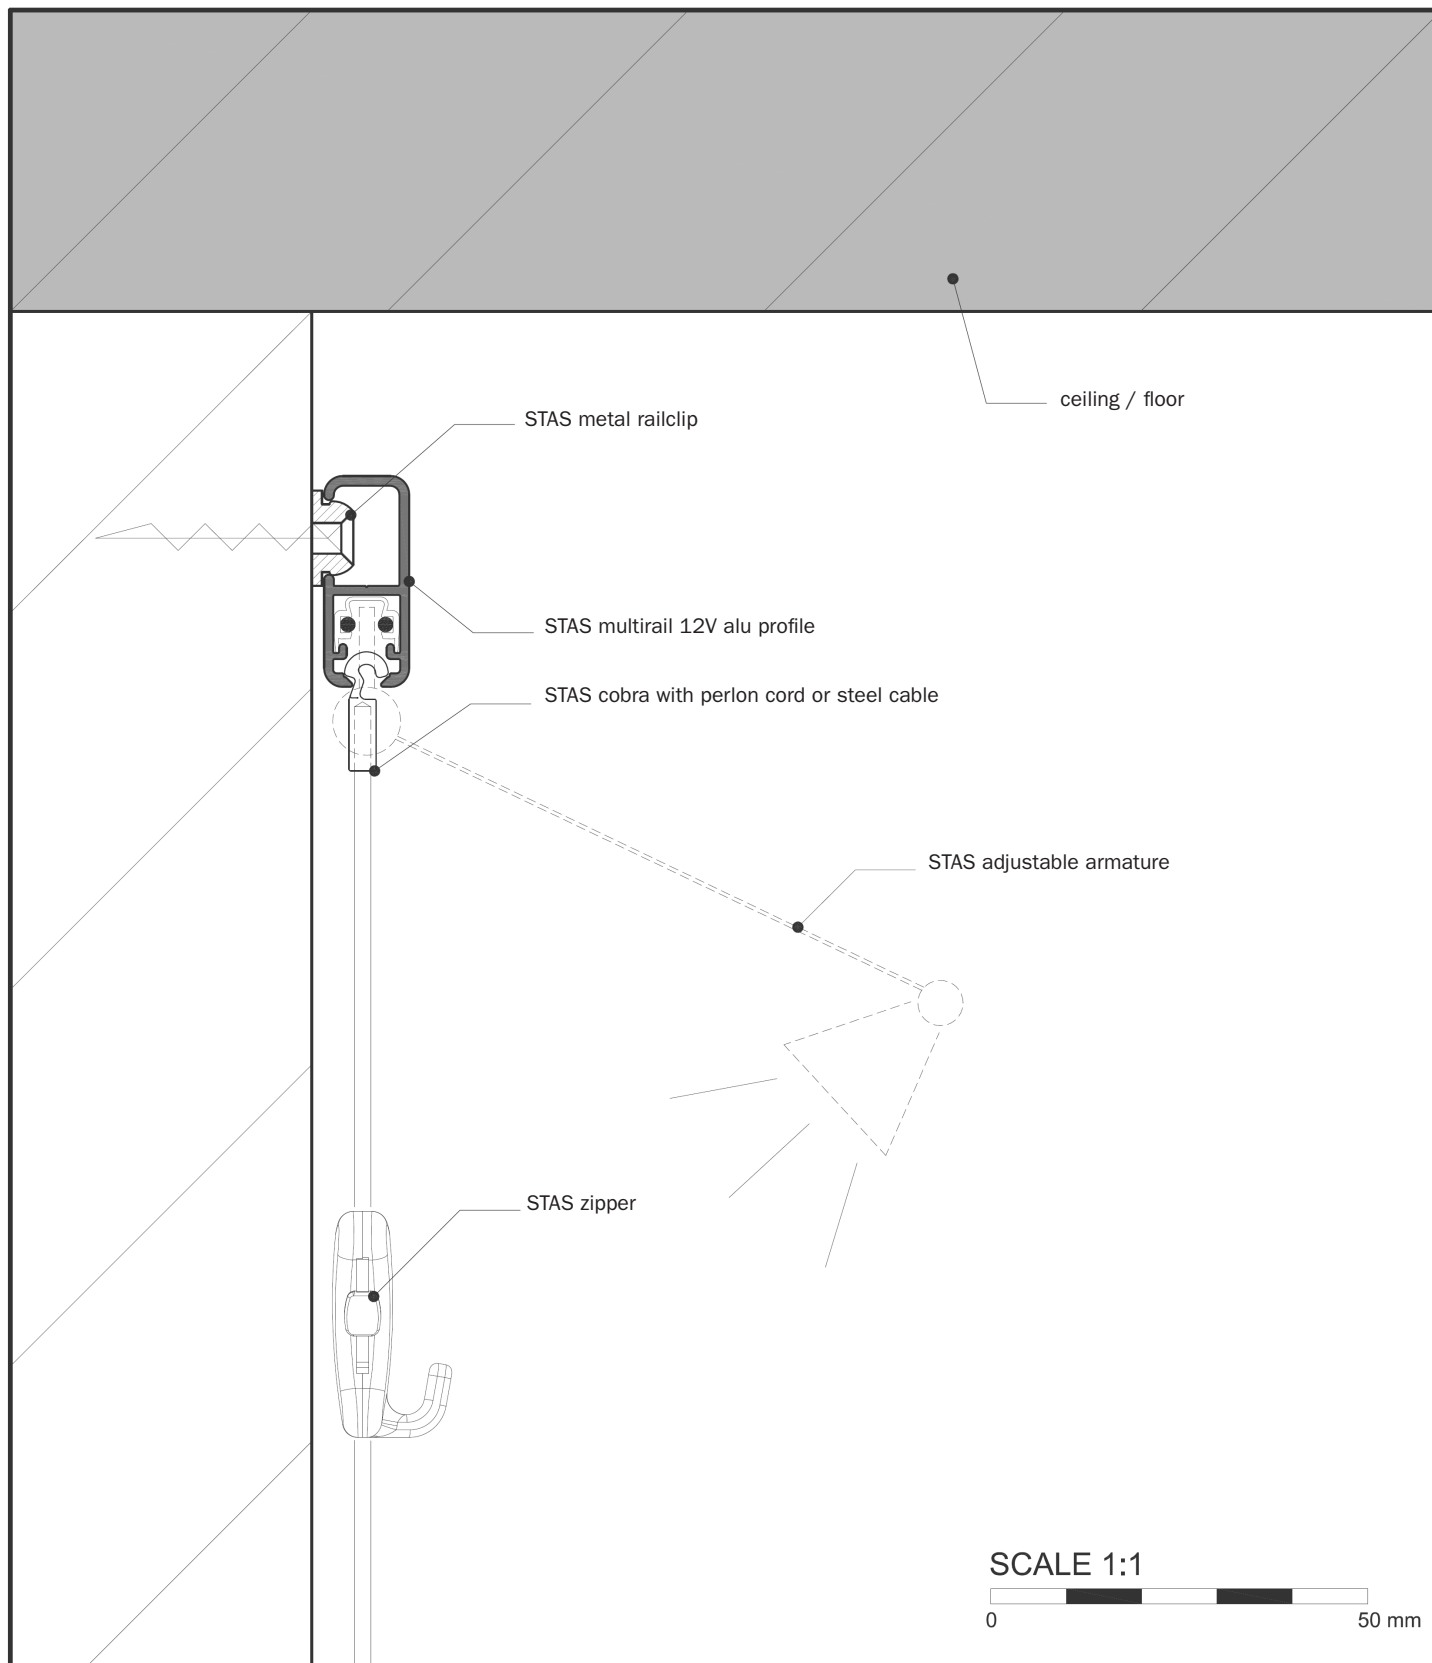 ceiling / floor
STAS metal railclip
STAS multirail 12V alu profile
STAS cobra with perlon cord or steel cable
STAS adjustable armature
STAS zipper
SCALE 1:1
0 50 mm